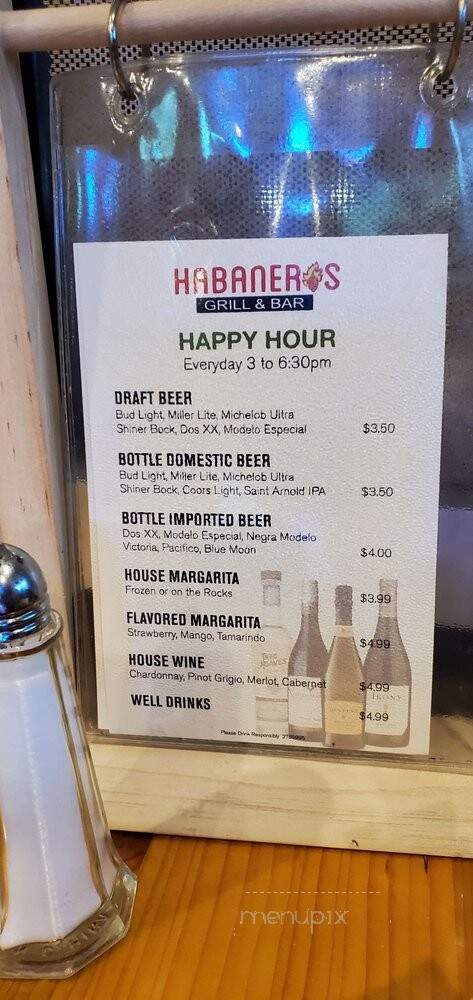 HABANEROS
GRILL & BAR
HAPPY HOUR
Everyday 3 to 6:30pm
DRAFT BEER
Bud Light, Miller Lite, Michelob Ultra
Shiner Bock, Dos XX, Modelo Especial $3.50
BOTTLE DOMESTIC BEER
Bud Light, Miller Lite, Michelob Ultra
Shiner Bock, Coors Light, Saint Arnold IPA $3.50
BOTTLE IMPORTED BEER
Dos XX, Modelo Especial, Negra Modelo
Victoria, Pacifico, Blue Moon $4.00
HOUSE MARGARITA
Frozen or on the Rocks $3.99
FLAVORED MARGARITA
Strawberry, Mango, Tamarindo $4.99
HOUSE WINE
Chardonnay, Pinot Grigio, Merlot, Cabernet $4.99
WELL DRINKS $4.99
Please Drink Responsibly
menupix